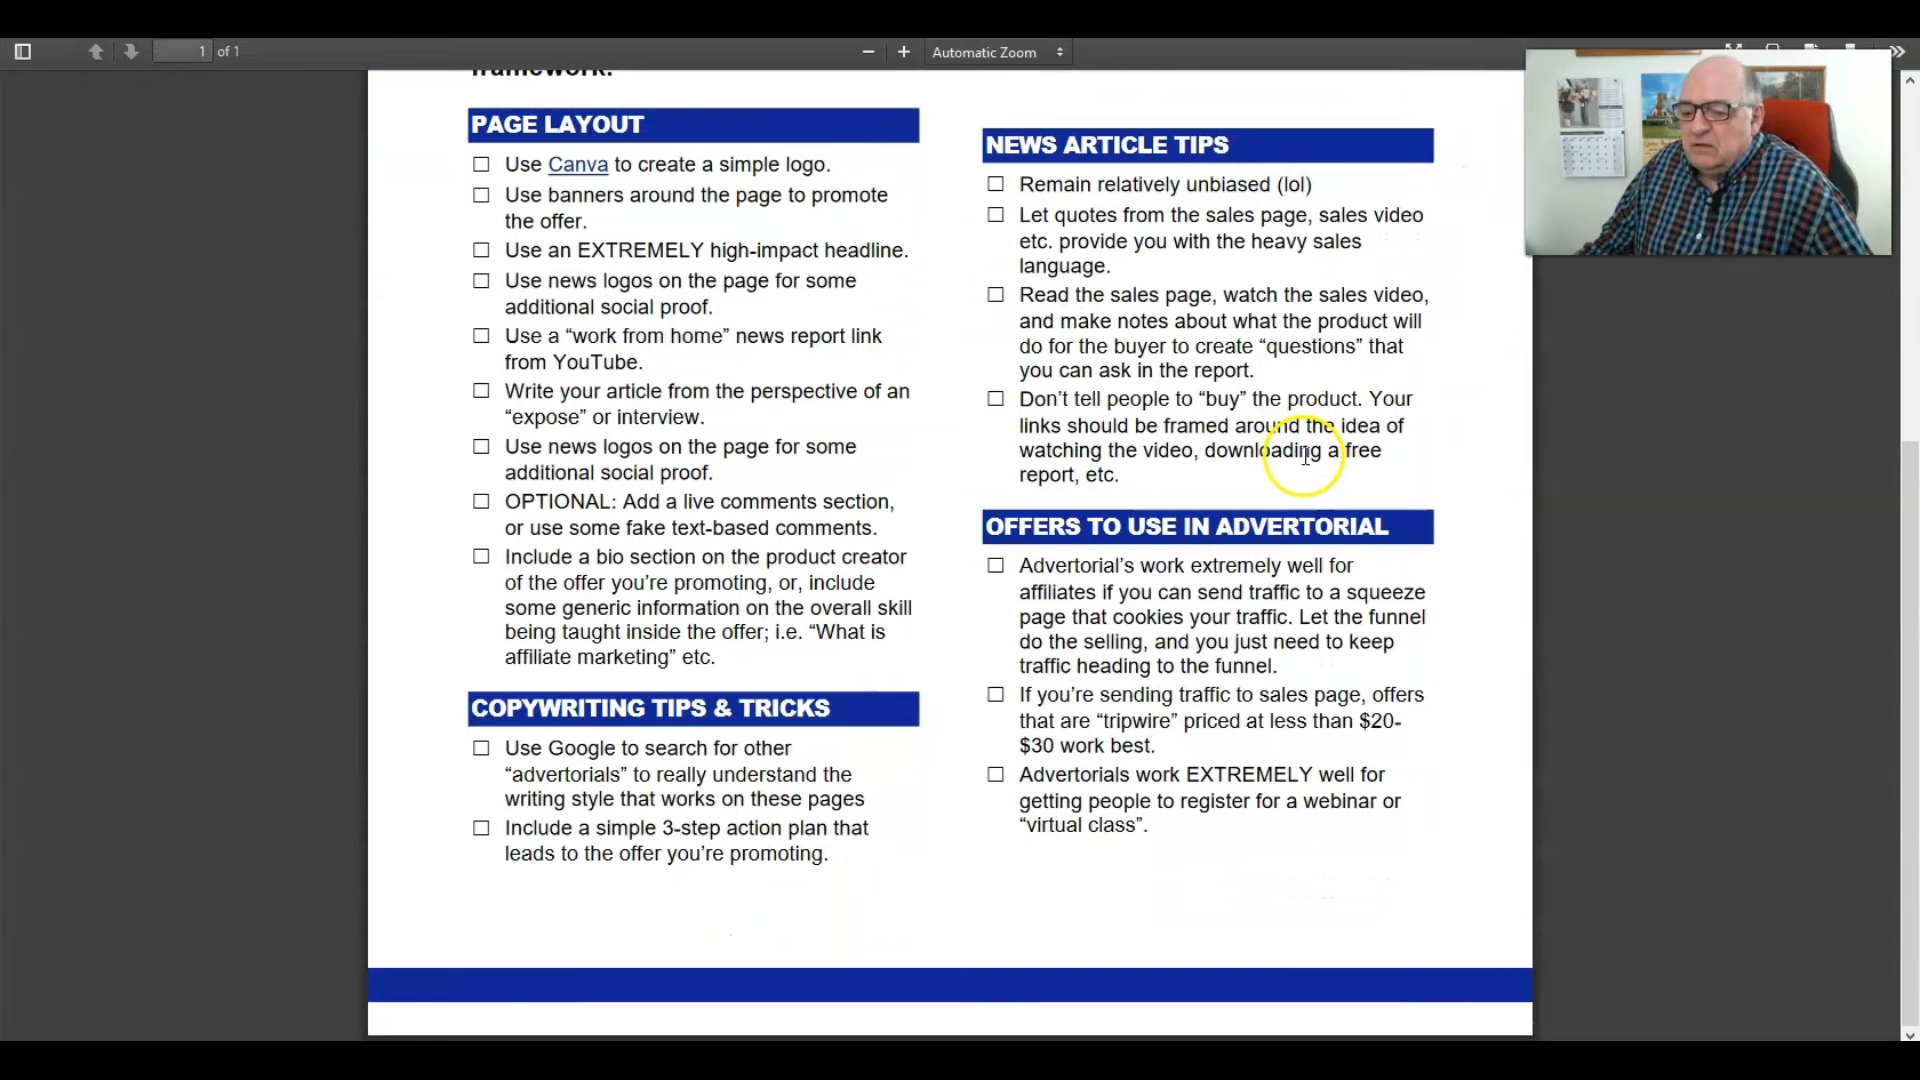 1 of 1
Automatic Zoom
framework.
PAGE LAYOUT
Use Canva to create a simple logo.
Use banners around the page to promote
the offer.
Use an EXTREMELY high-impact headline.
Use news logos on the page for some
additional social proof.
Use a “work from home” news report link
from YouTube.
Write your article from the perspective of an
“expose” or interview.
Use news logos on the page for some
additional social proof.
OPTIONAL: Add a live comments section,
or use some fake text-based comments.
Include a bio section on the product creator
of the offer you’re promoting, or, include
some generic information on the overall skill
being taught inside the offer; i.e. “What is
affiliate marketing” etc.
COPYWRITING TIPS & TRICKS
Use Google to search for other
“advertorials” to really understand the
writing style that works on these pages
Include a simple 3-step action plan that
leads to the offer you’re promoting.
NEWS ARTICLE TIPS
Remain relatively unbiased (lol)
Let quotes from the sales page, sales video
etc. provide you with the heavy sales
language.
Read the sales page, watch the sales video,
and make notes about what the product will
do for the buyer to create “questions” that
you can ask in the report.
Don’t tell people to “buy” the product. Your
links should be framed around the idea of
watching the video, downloading a free
report, etc.
OFFERS TO USE IN ADVERTORIAL
Advertorial’s work extremely well for
affiliates if you can send traffic to a squeeze
page that cookies your traffic. Let the funnel
do the selling, and you just need to keep
traffic heading to the funnel.
If you’re sending traffic to sales page, offers
that are “tripwire” priced at less than $20-
$30 work best.
Advertorials work EXTREMELY well for
getting people to register for a webinar or
“virtual class”.